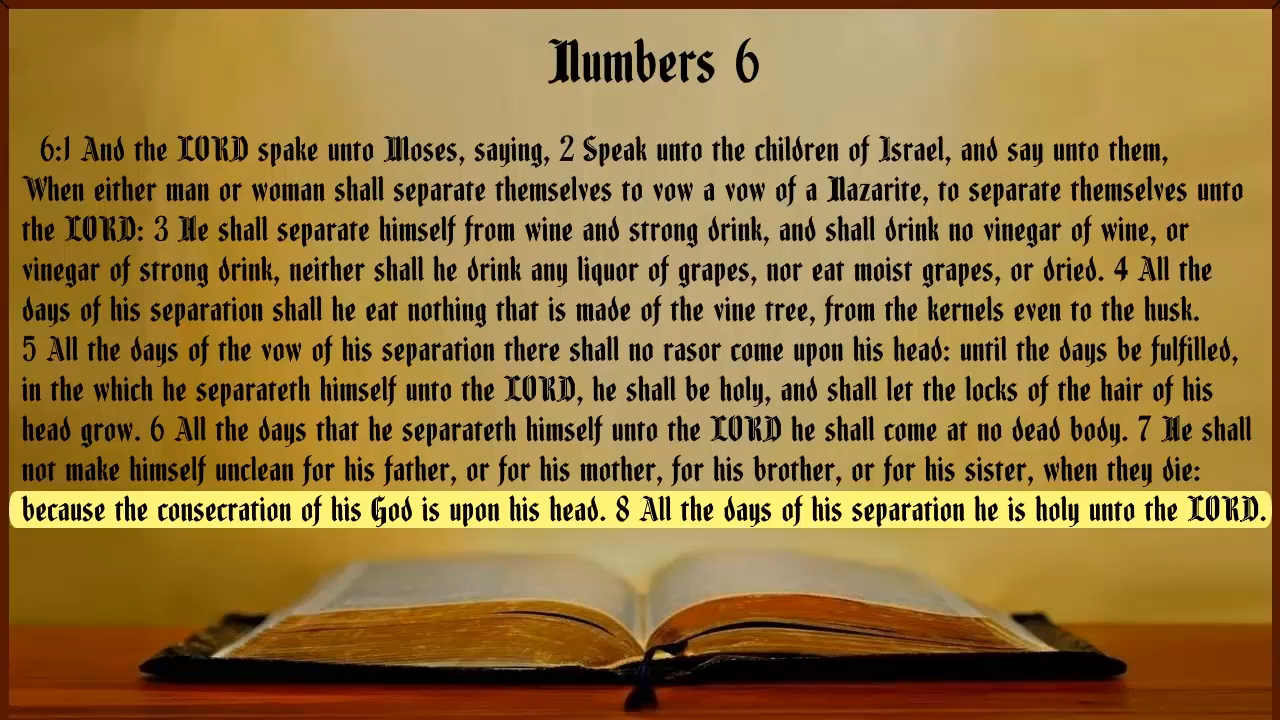 Numbers 6
6:1 And the LORD spake unto Moses, saying, 2 Speak unto the children of Israel, and say unto them,
When either man or woman shall separate themselves to vow a vow of a Nazarite, to separate themselves unto
the LORD: 3 He shall separate himself from wine and strong drink, and shall drink no vinegar of wine, or
vinegar of strong drink, neither shall he drink any liquor of grapes, nor eat moist grapes, or dried. 4 All the
days of his separation shall he eat nothing that is made of the vine tree, from the kernels even to the husk.
5 All the days of the vow of his separation there shall no rasor come upon his head: until the days be fulfilled,
in the which he separateth himself unto the LORD, he shall be holy, and shall let the locks of the hair of his
head grow. 6 All the days that he separateth himself unto the LORD he shall come at no dead body. 7 He shall
not make himself unclean for his father, or for his mother, for his brother, or for his sister, when they die:
because the consecration of his God is upon his head. 8 All the days of his separation he is holy unto the LORD.